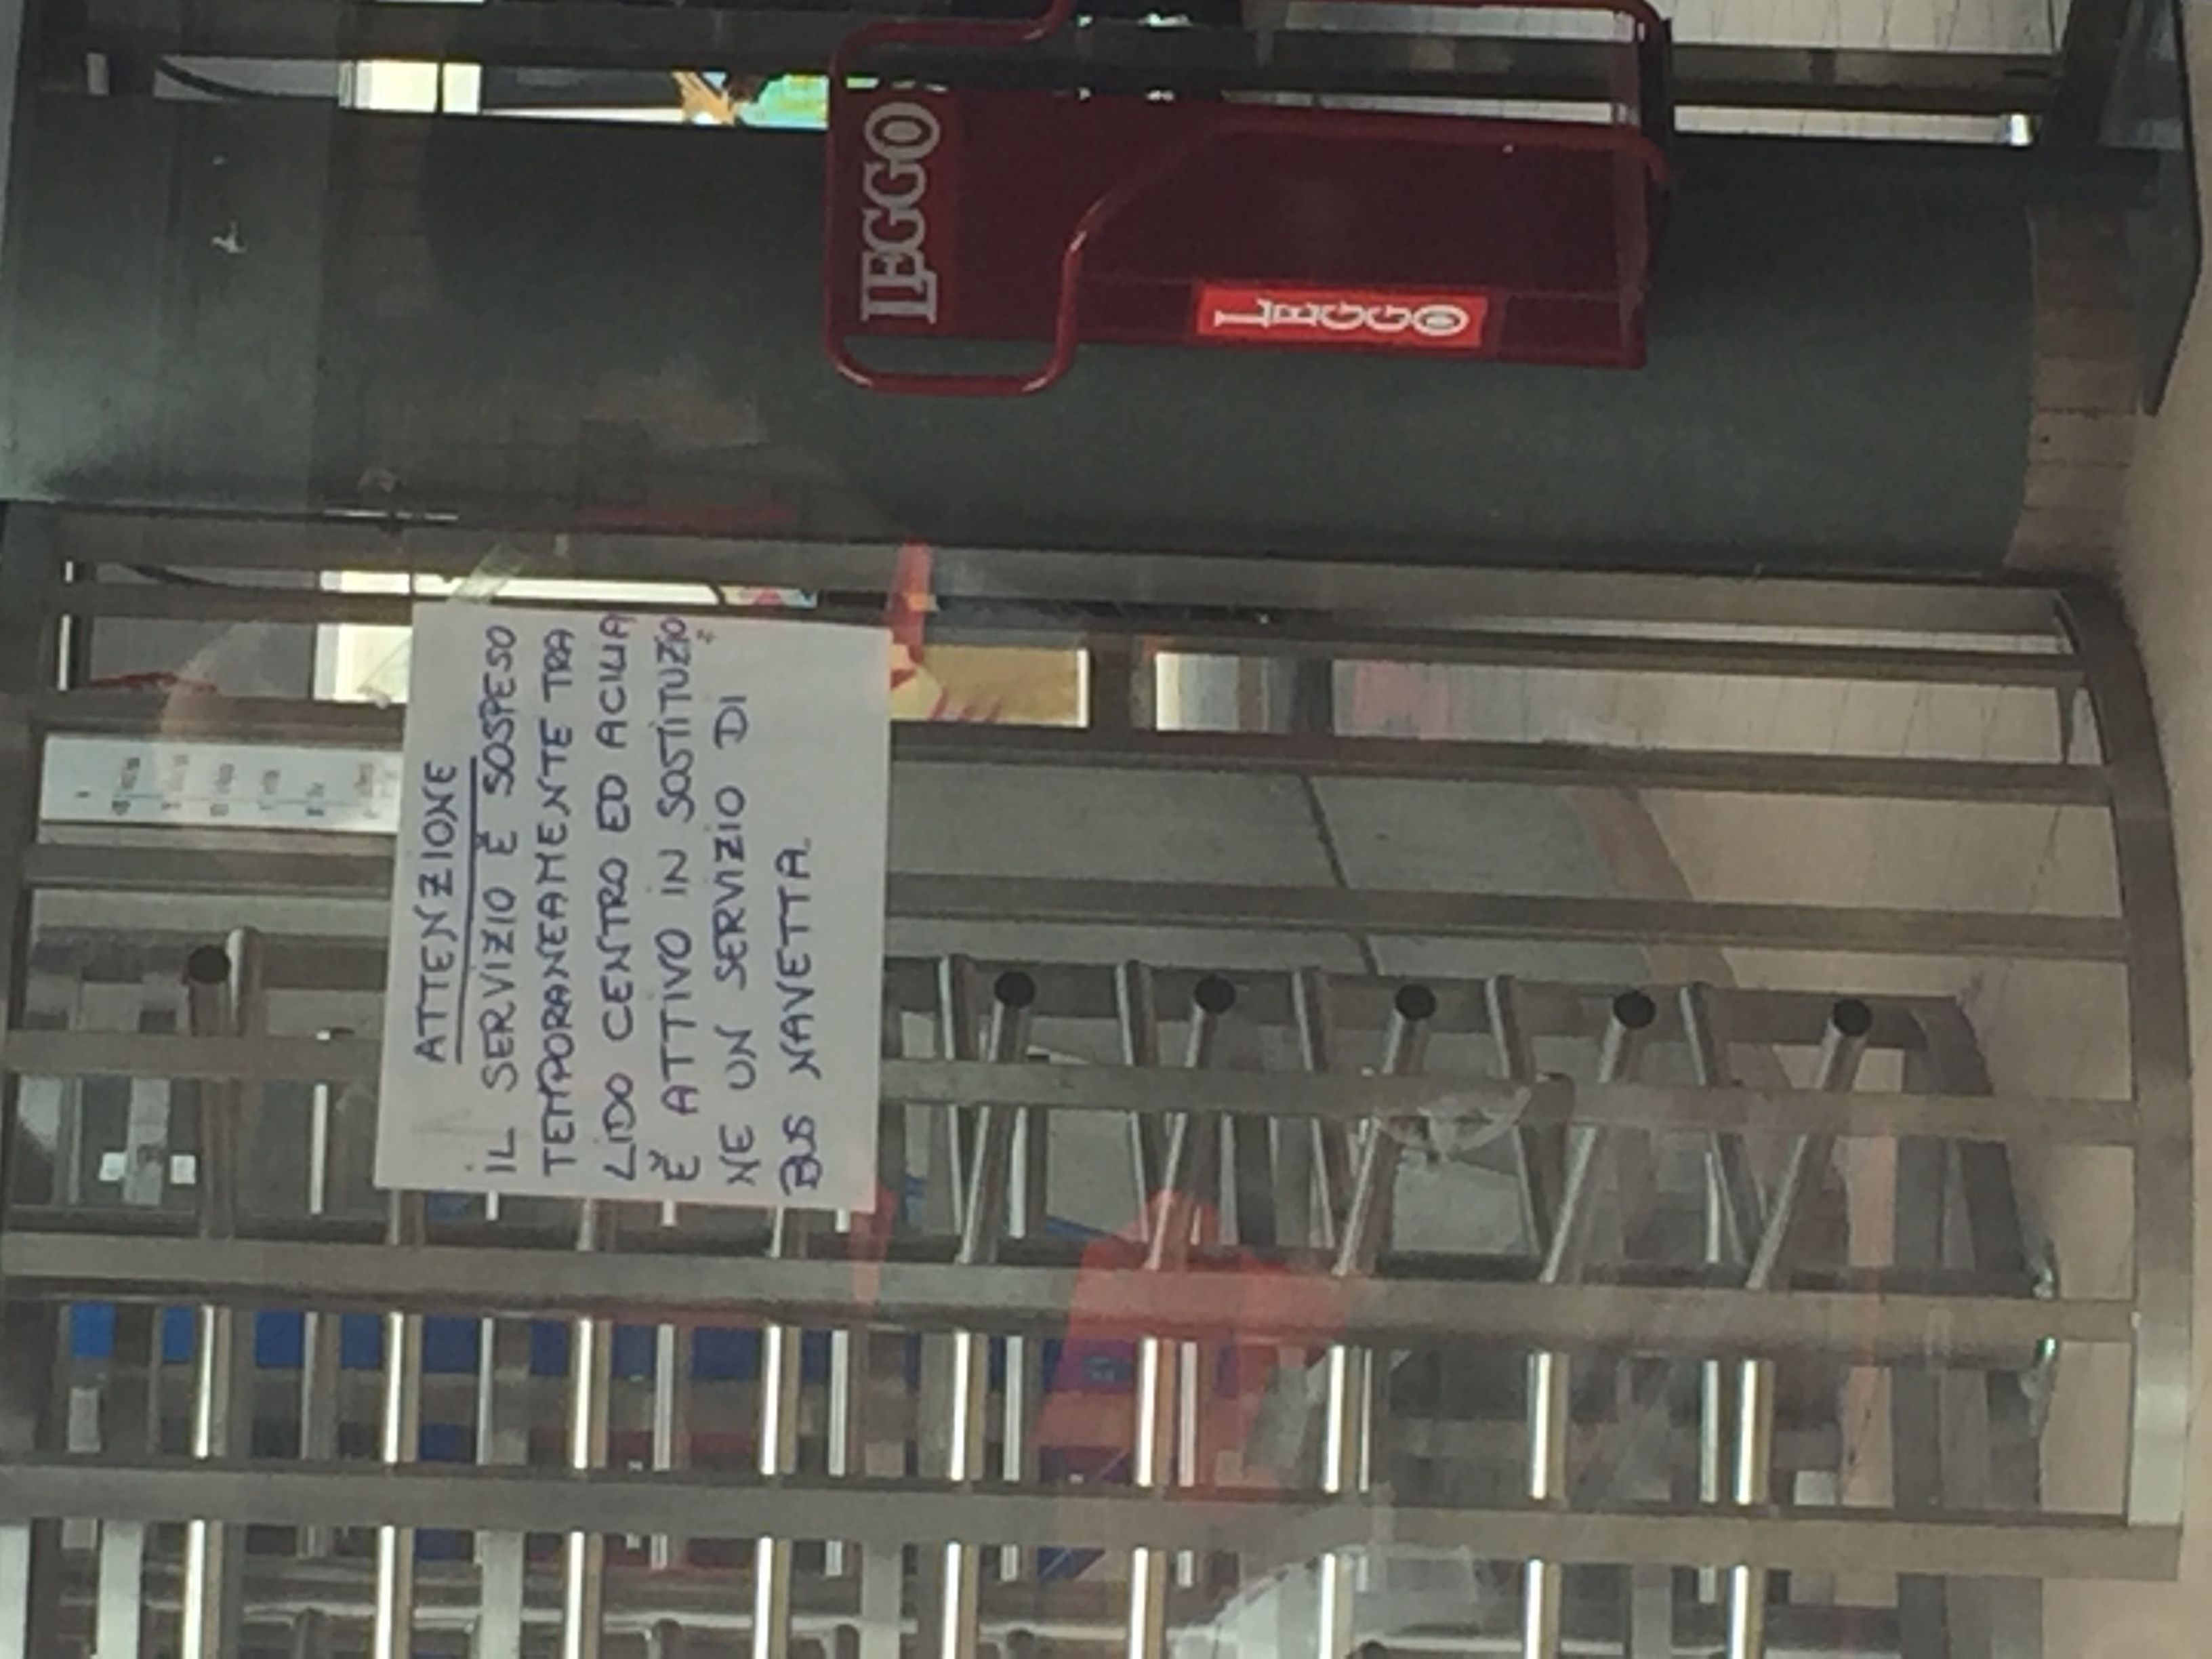 ATTENZIONE
IL SERVIZIO È SOSPESO
TEMPORANEAMENTE TRA
LIDO CENTRO ED ACILIA
È ATTIVO IN SOSTITUZIO=
NE UN SERVIZIO DI
BUS NAVETTA
LEGGO
LEGGO